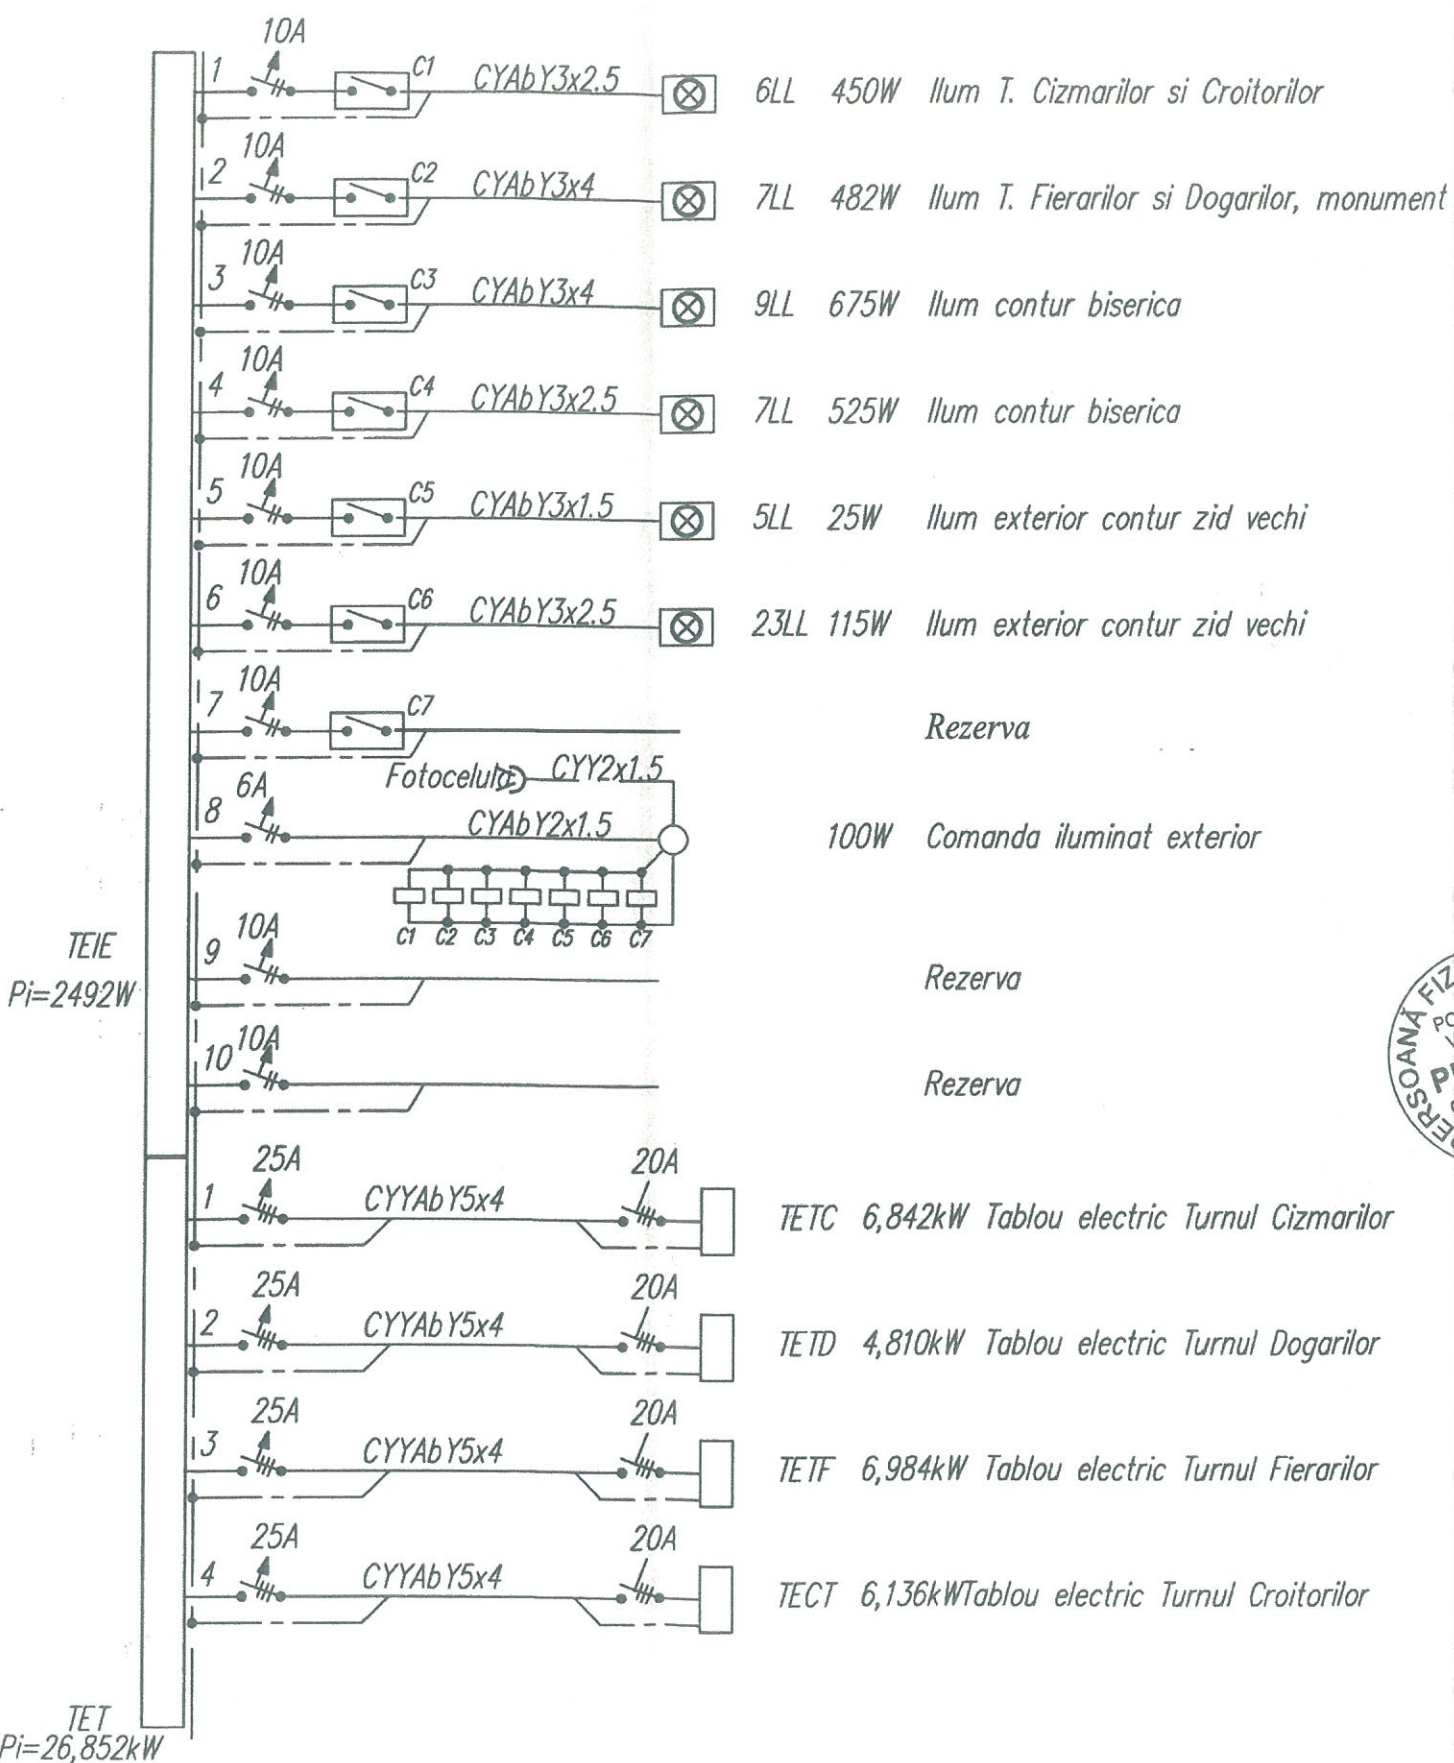 10A
1 C1 CYAbY3x2.5 6LL 450W Ilum T. Cizmarilor si Croitorilor
10A
2 C2 CYAbY3x4 7LL 482W Ilum T. Fierarilor si Dogarilor, monument
10A
3 C3 CYAbY3x4 9LL 675W Ilum contur biserica
10A
4 C4 CYAbY3x2.5 7LL 525W Ilum contur biserica
10A
5 C5 CYAbY3x1.5 5LL 25W Ilum exterior contur zid vechi
10A
6 C6 CYAbY3x2.5 23LL 115W Ilum exterior contur zid vechi
10A
7 C7 Rezerva
Fotocelula CYY2x1.5
6A
8 CYAbY2x1.5 100W Comanda iluminat exterior
C1 C2 C3 C4 C5 C6 C7
10A
9 Rezerva
TEIE
Pi=2492W
10A
10 Rezerva
PERSOANĂ
25A 20A
1 CYYAbY5x4 TETC 6,842kW Tablou electric Turnul Cizmarilor
25A 20A
2 CYYAbY5x4 TETD 4,810kW Tablou electric Turnul Dogarilor
25A 20A
3 CYYAbY5x4 TETF 6,984kW Tablou electric Turnul Fierarilor
25A 20A
4 CYYAbY5x4 TECT 6,136kWTablou electric Turnul Croitorilor
TET
Pi=26,852kW